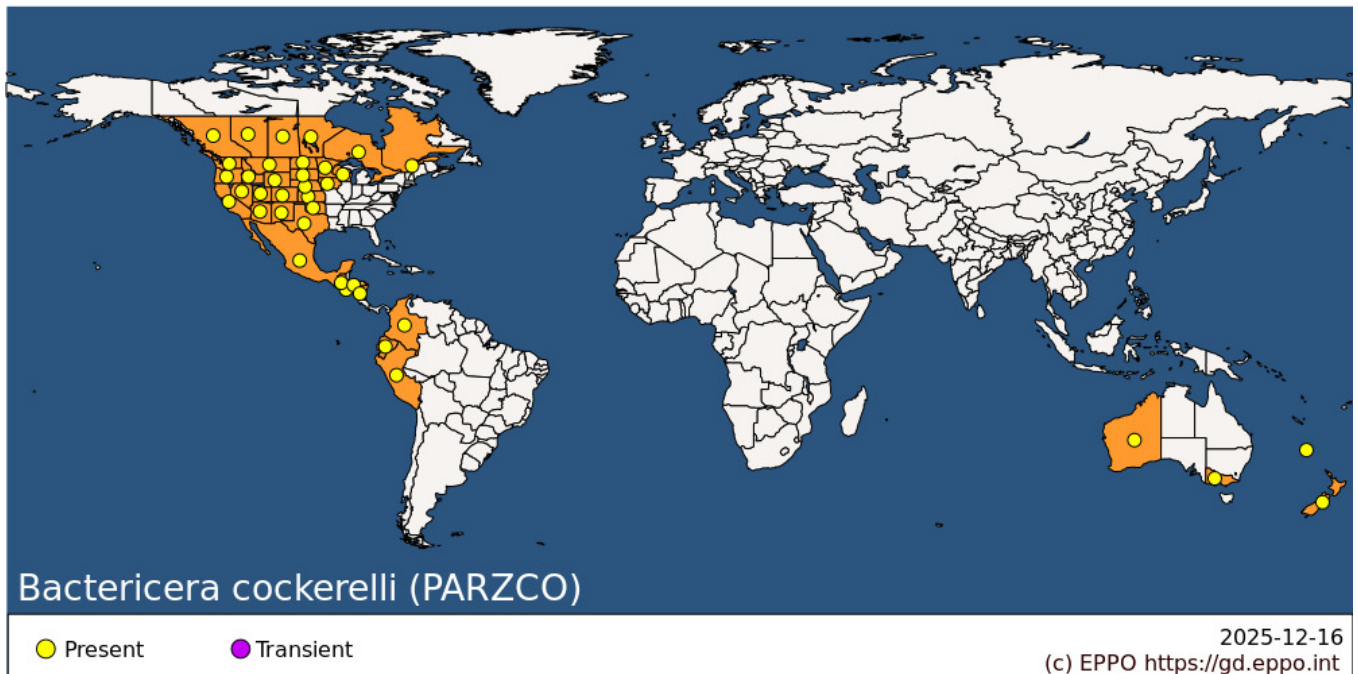 Bactericera cockerelli (PARZCO)
Present
Transient
2025-12-16
(c) EPPO https://gd.eppo.int